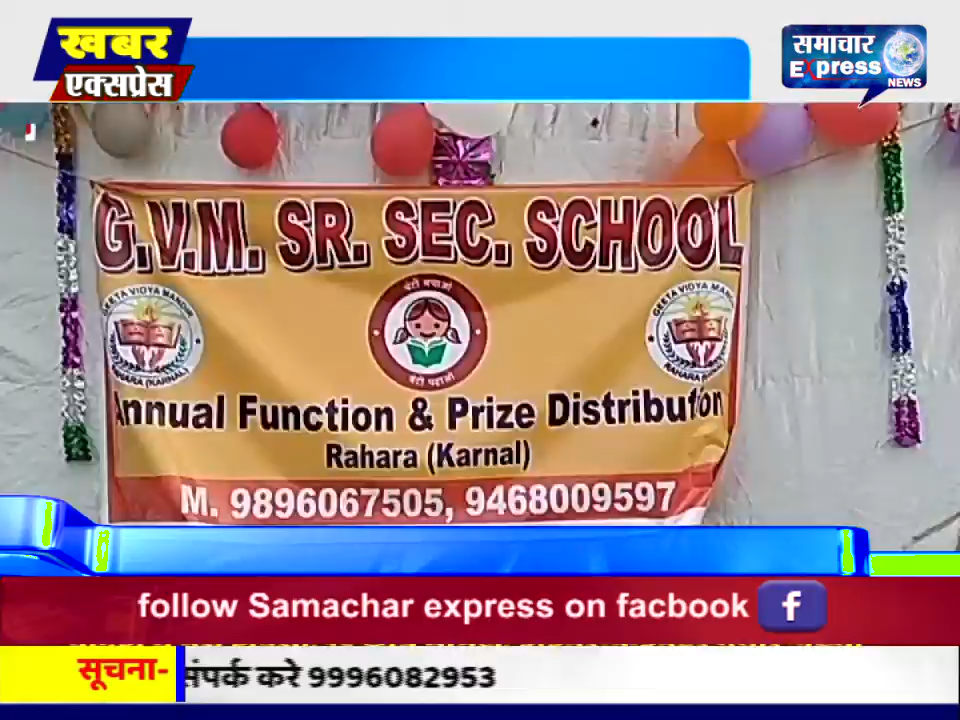 खबर
एक्सप्रेस
समाचार
Express
NEWS
G.V.M. SR. SEC. SCHOOL
GEETA VIDYA MANDIR
RAHARA (KARNAL)
बेटी बचाओ
बेटी पढाओ
GEETA VIDYA MANDIR
RAHARA (KARNAL)
Annual Function & Prize Distribution
Rahara (Karnal)
M. 9896067505, 9468009597
follow Samachar express on facbook
f
सूचना- संपर्क करे 9996082953